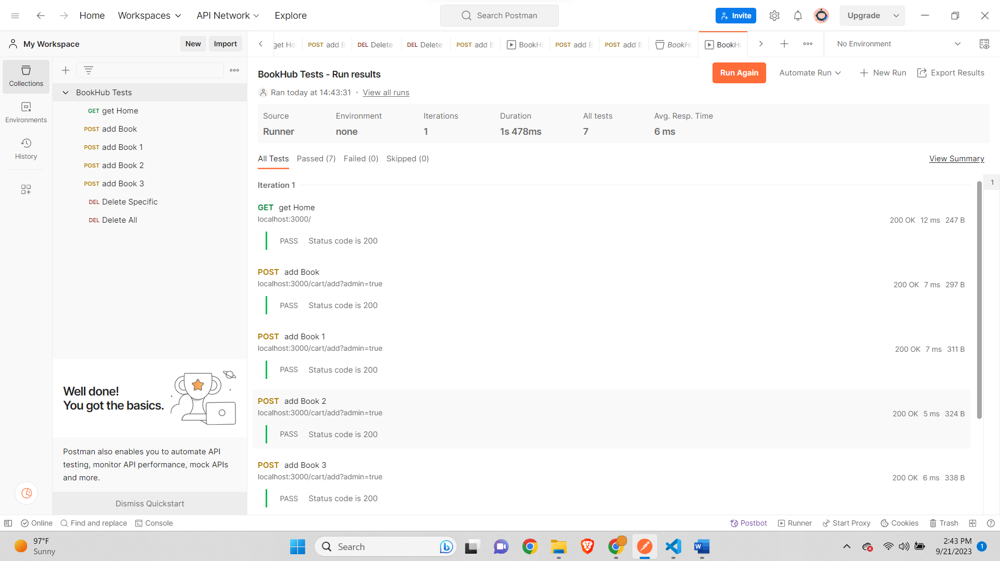 Home Workspaces API Network Explore Search Postman Invite Upgrade
My Workspace New Import
get Ho POST add B DEL Delete DEL Delete POST add B BookH POST add B POST add B BookH BookH No Environment
Collections
Environments
History
BookHub Tests
GET get Home
POST add Book
POST add Book 1
POST add Book 2
POST add Book 3
DEL Delete Specific
DEL Delete All
Well done!
You got the basics.
Postman also enables you to automate API
testing, monitor API performance, mock APIs
and more.
Dismiss Quickstart
BookHub Tests - Run results Run Again Automate Run New Run Export Results
Ran today at 14:43:31 · View all runs
Source Environment Iterations Duration All tests Avg. Resp. Time
Runner none 1 1s 478ms 7 6 ms
All Tests Passed (7) Failed (0) Skipped (0) View Summary
Iteration 1
1
GET get Home
localhost:3000/
200 OK 12 ms 247 B
PASS Status code is 200
POST add Book
localhost:3000/cart/add?admin=true
200 OK 7 ms 297 B
PASS Status code is 200
POST add Book 1
localhost:3000/cart/add?admin=true
200 OK 7 ms 311 B
PASS Status code is 200
POST add Book 2
localhost:3000/cart/add?admin=true
200 OK 5 ms 324 B
PASS Status code is 200
POST add Book 3
localhost:3000/cart/add?admin=true
200 OK 6 ms 338 B
PASS Status code is 200
Online Find and replace Console Postbot Runner Start Proxy Cookies Trash
97°F
Sunny
Search
2:43 PM
9/21/2023
1